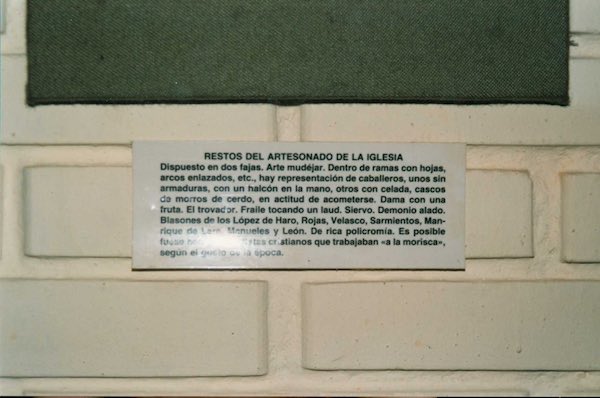 RESTOS DEL ARTESONADO DE LA IGLESIA
Dispuesto en dos fajas. Arte mudéjar. Dentro de ramas con hojas,
arcos enlazados, etc., hay representación de caballeros, unos sin
armaduras, con un halcón en la mano, otros con celada, cascos
de morros de cerdo, en actitud de acometerse. Dama con una
fruta. El trovador. Fraile tocando un laud. Siervo. Demonio alado.
Blasones de los López de Haro, Rojas, Velasco, Sarmientos, Man-
rique de Lara, Manueles y León. De rica policromía. Es posible
cristianos que trabajaban «a la morisca»,
según el gusto de la época.